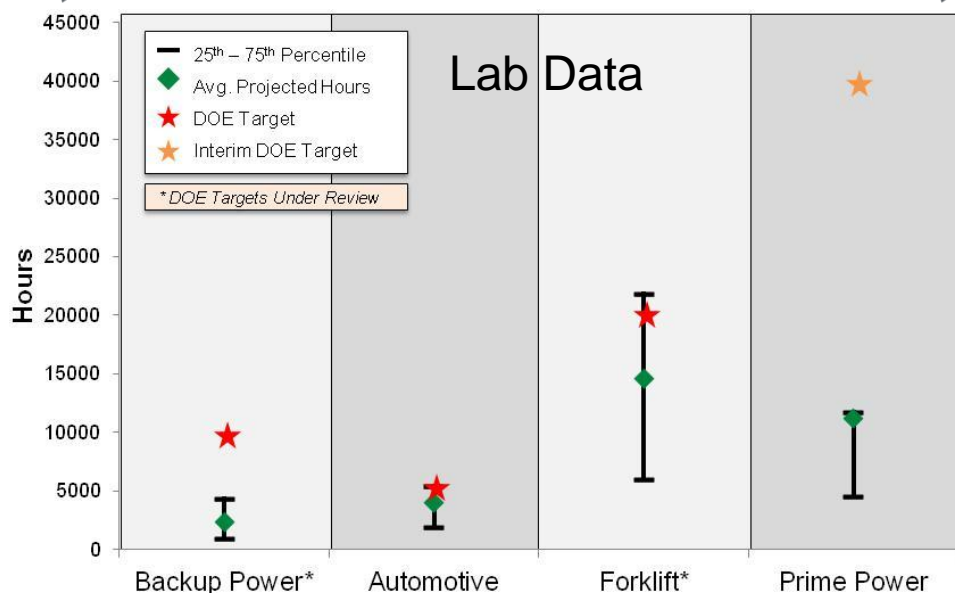 Lab Data
25th – 75th Percentile
Avg. Projected Hours
DOE Target
Interim DOE Target
* DOE Targets Under Review
Hours
45000
40000
35000
30000
25000
20000
15000
10000
5000
0
Backup Power* Automotive Forklift* Prime Power